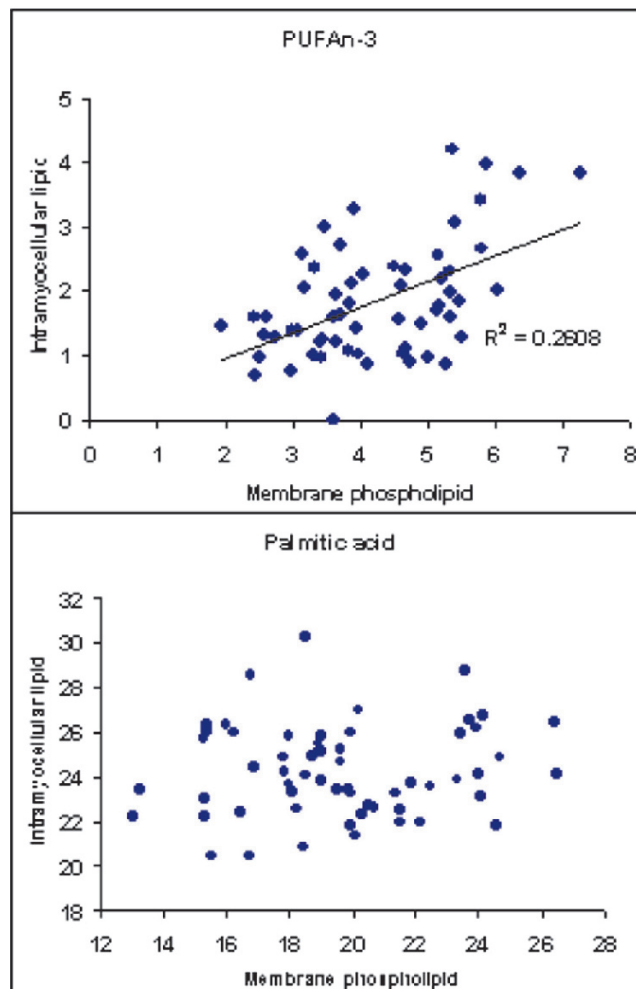 PUFAn-3
5
4
3
2
1
0
Intramyocellular lipic
R² = 0.2608
0 1 2 3 4 5 6 7 8
Membrane phospholipid
Palmitic acid
32
30
28
26
24
22
20
18
Intramyocellular lipid
12 14 16 18 20 22 24 26 28
Membrane phospholipid